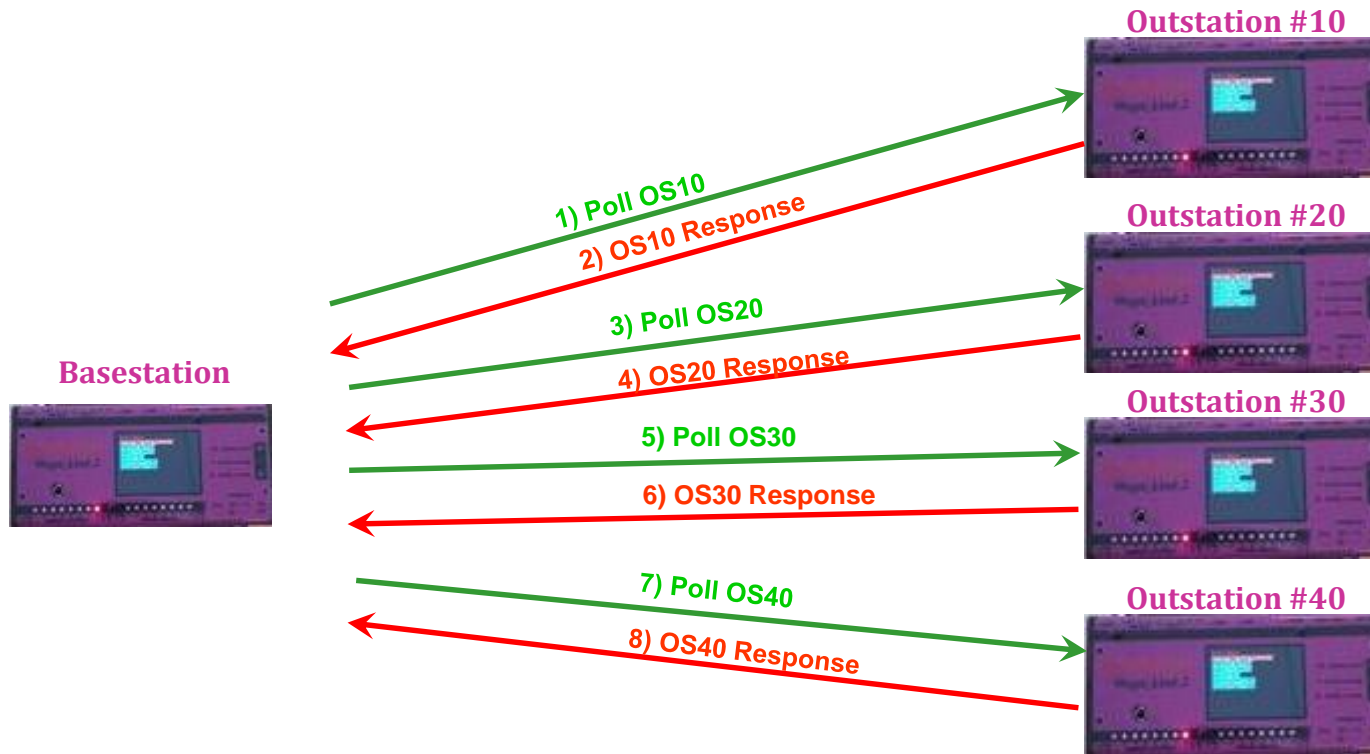 Outstation #10
1) Poll OS10
2) OS10 Response
Outstation #20
3) Poll OS20
4) OS20 Response
Basestation
Outstation #30
5) Poll OS30
6) OS30 Response
Outstation #40
7) Poll OS40
8) OS40 Response